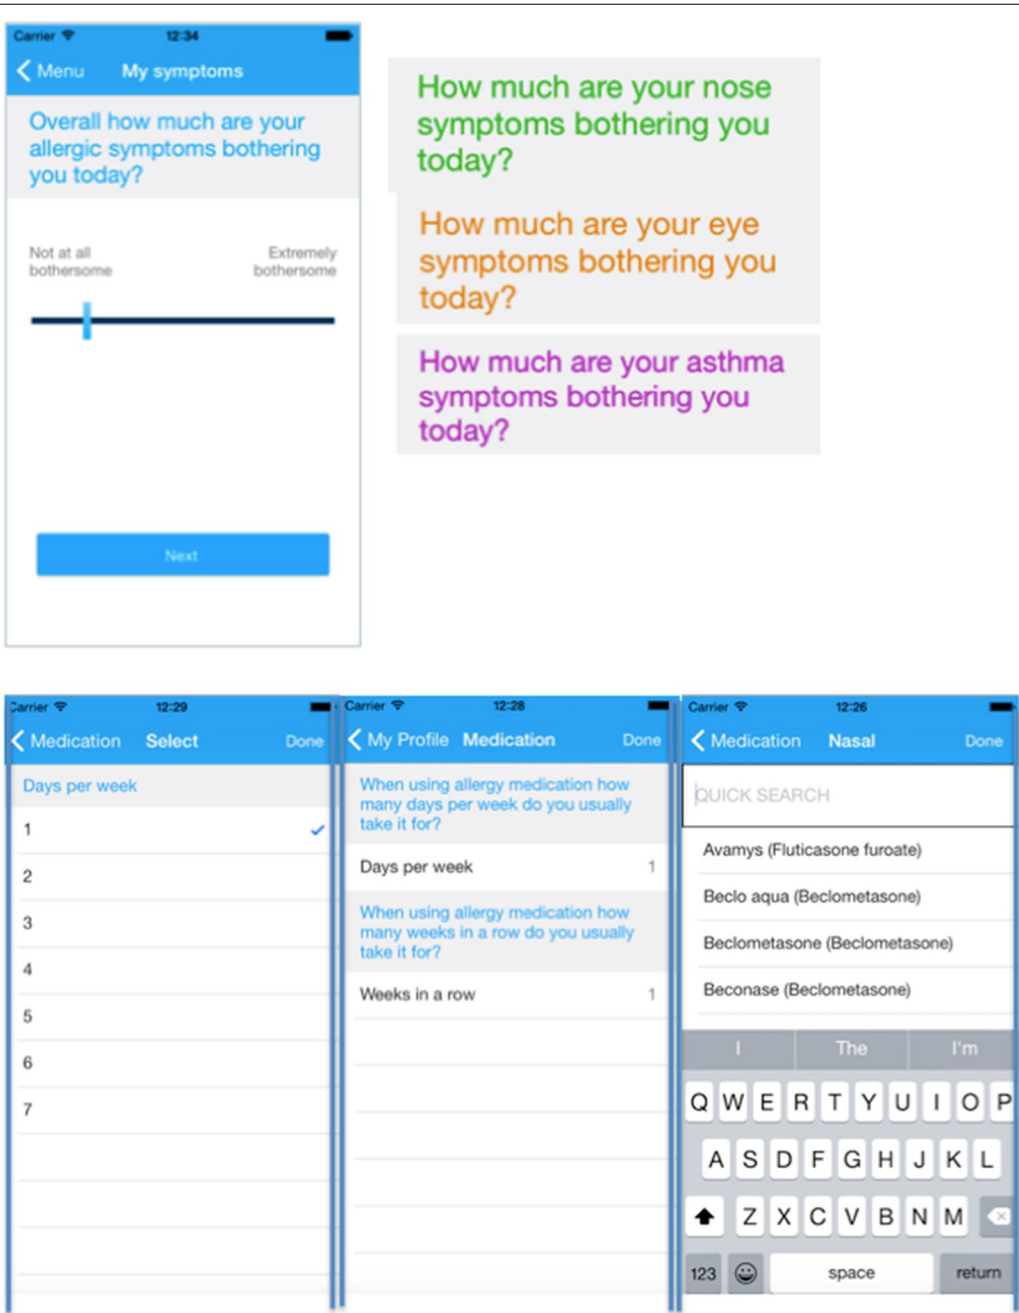 Carrier 12:34
Menu My symptoms
Overall how much are your
allergic symptoms bothering
you today?
Not at all
bothersome
Extremely
bothersome
Next
How much are your nose
symptoms bothering you
today?
How much are your eye
symptoms bothering you
today?
How much are your asthma
symptoms bothering you
today?
Carrier 12:29
Medication Select Done
Days per week
1
2
3
4
5
6
7
Carrier 12:28
My Profile Medication Done
When using allergy medication how
many days per week do you usually
take it for?
Days per week 1
When using allergy medication how
many weeks in a row do you usually
take it for?
Weeks in a row 1
Carrier 12:26
Medication Nasal Done
QUICK SEARCH
Avamys (Fluticasone furoate)
Beclo aqua (Beclometasone)
Beclometasone (Beclometasone)
Beconase (Beclometasone)
I The I'm
Q W E R T Y U I O P
A S D F G H J K L
Z X C V B N M
123 space return